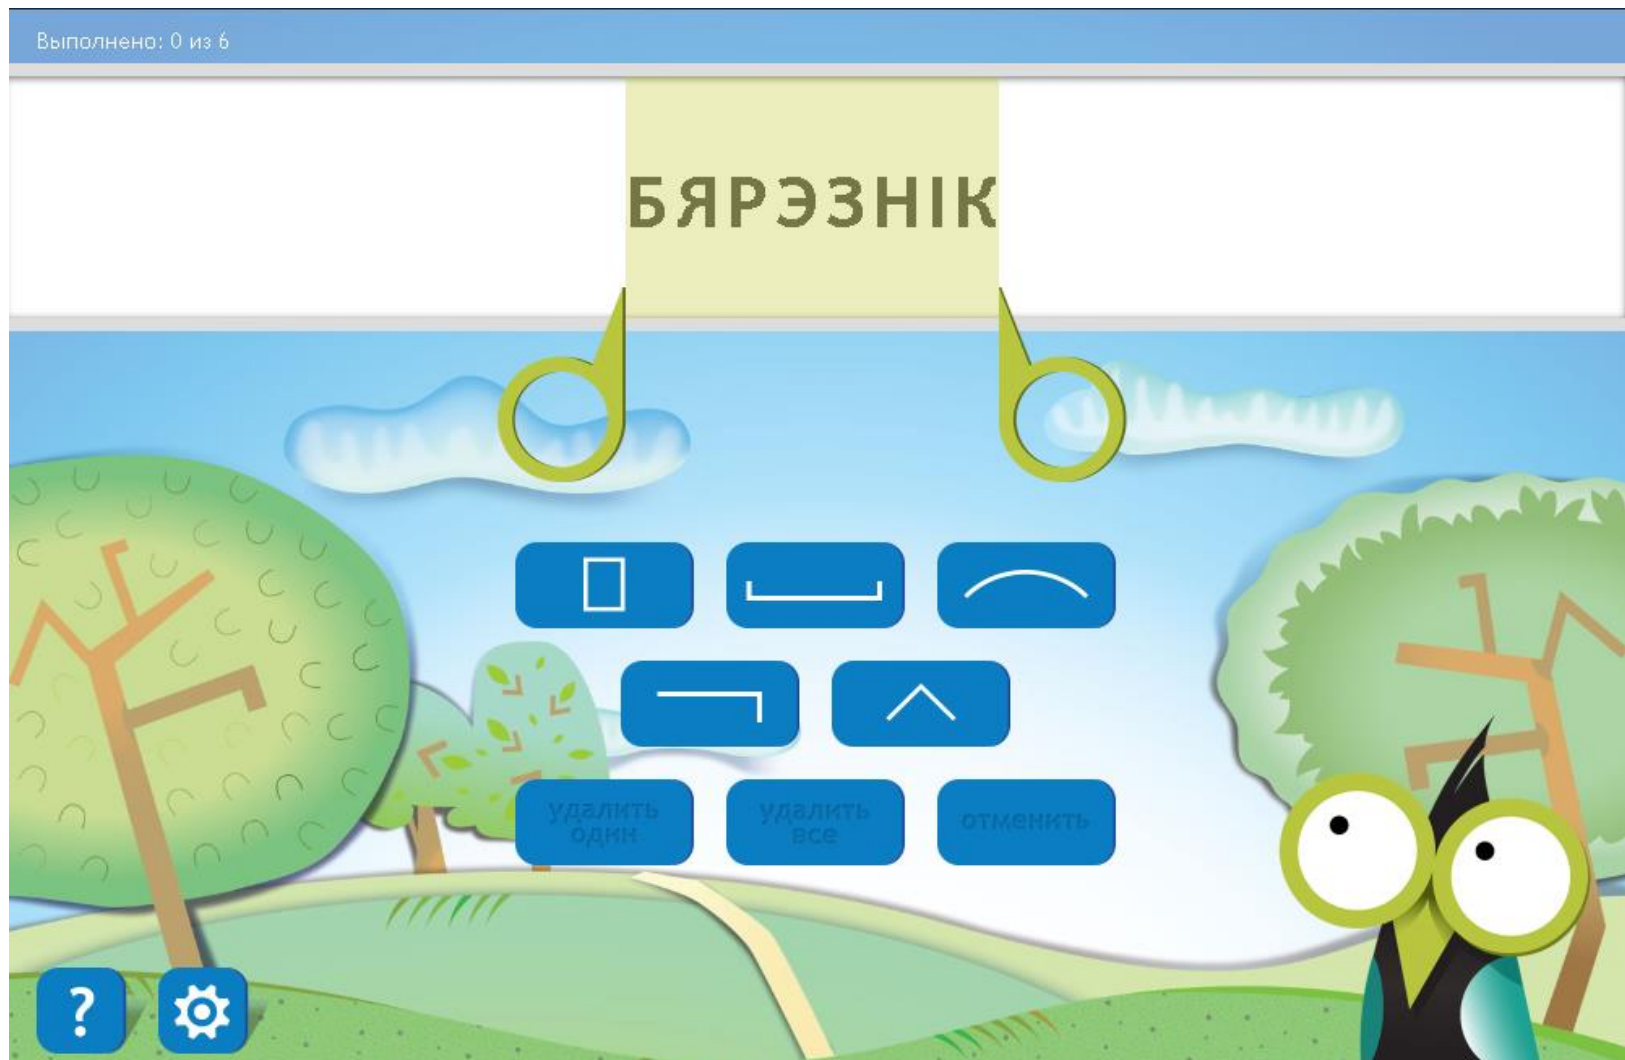 Выполнено: 0 из 6
БЯРЭЗНІК
удалить
один
удалить
все
отменить
?